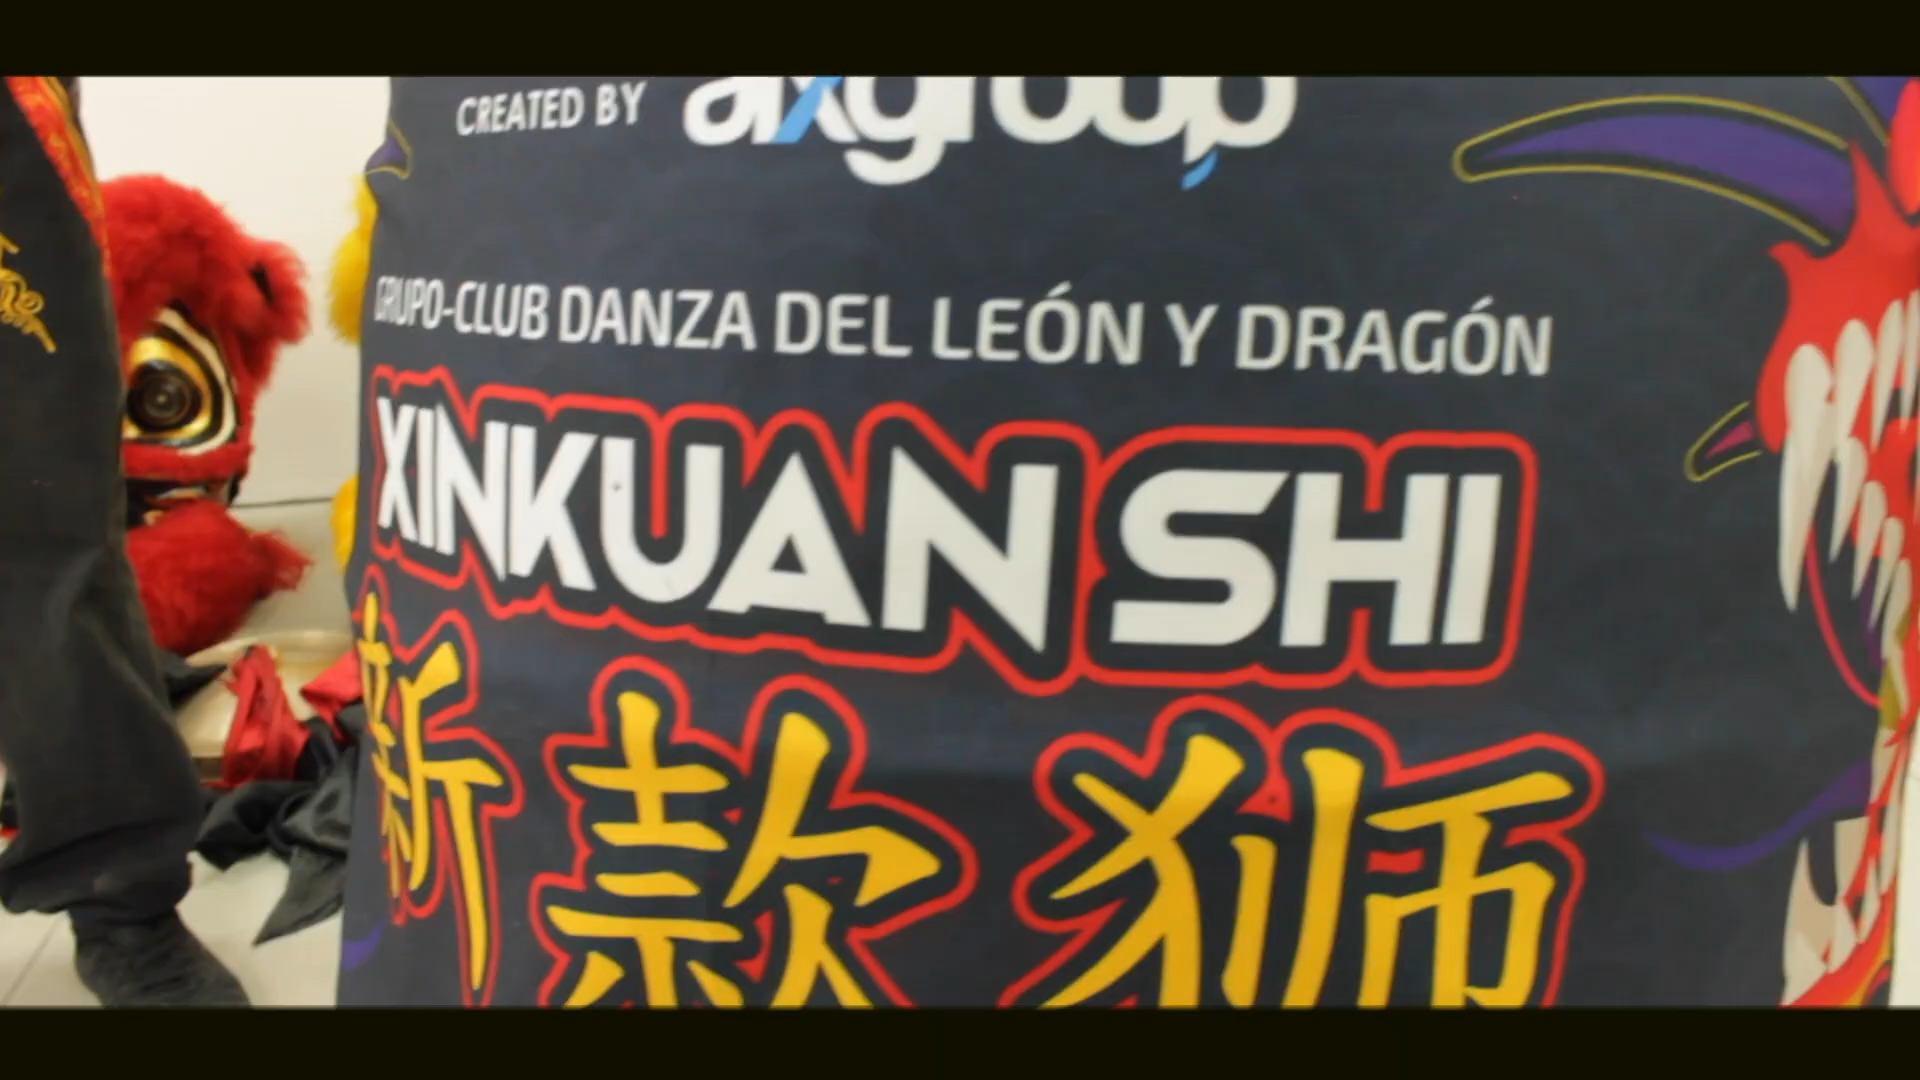 CREATED BY axgroup
GRUPO-CLUB DANZA DEL LEÓN Y DRAGÓN
XINKUAN SHI
新款狮